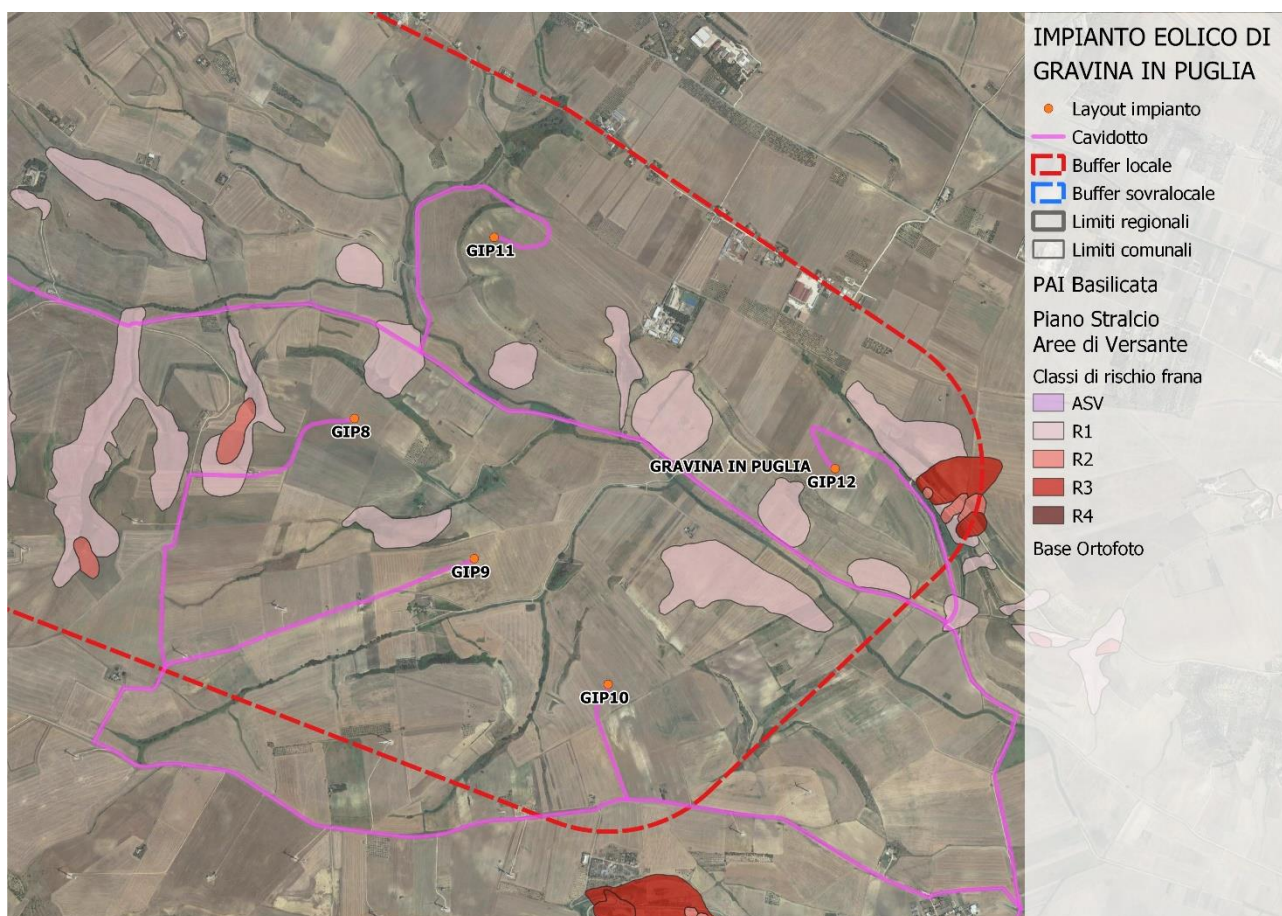 IMPIANTO EOLICO DI
GRAVINA IN PUGLIA
Layout impianto
Cavidotto
Buffer locale
Buffer sovralocale
Limiti regionali
Limiti comunali
PAI Basilicata
Piano Stralcio
Aree di Versante
Classi di rischio frana
ASV
R1
R2
R3
R4
Base Ortofoto
GIP11
GIP8
GRAVINA IN PUGLIA
GIP12
GIP9
GIP10